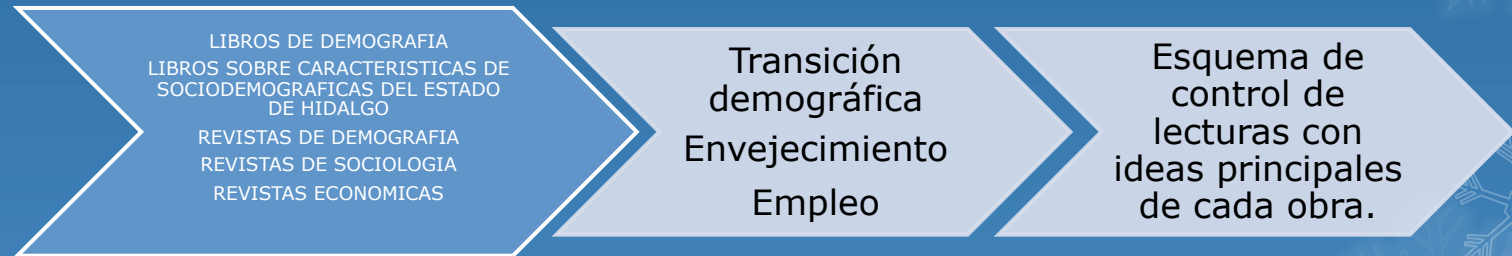 LIBROS DE DEMOGRAFIA
LIBROS SOBRE CARACTERISTICAS DE
SOCIODEMOGRAFICAS DEL ESTADO
DE HIDALGO
REVISTAS DE DEMOGRAFIA
REVISTAS DE SOCIOLOGIA
REVISTAS ECONOMICAS
Transición
demográfica
Envejecimiento
Empleo
Esquema de
control de
lecturas con
ideas principales
de cada obra.